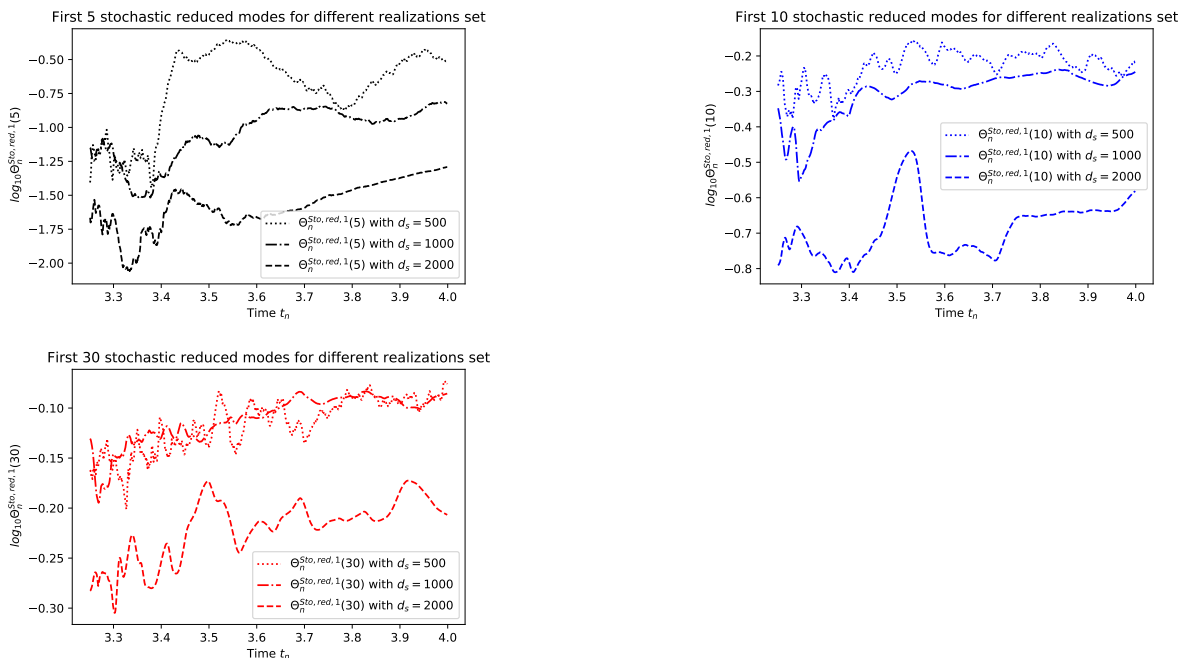 First 5 stochastic reduced modes for different realizations set
−0.50
−0.75
−1.00
−1.25
−1.50
−1.75
−2.00
log₁₀Θₙ^{Sto,red,1}(5)
Θₙ^{Sto,red,1}(5) with dₛ = 500
Θₙ^{Sto,red,1}(5) with dₛ = 1000
Θₙ^{Sto,red,1}(5) with dₛ = 2000
3.3 3.4 3.5 3.6 3.7 3.8 3.9 4.0
Time tₙ
First 10 stochastic reduced modes for different realizations set
−0.2
−0.3
−0.4
−0.5
−0.6
−0.7
−0.8
log₁₀Θₙ^{Sto,red,1}(10)
Θₙ^{Sto,red,1}(10) with dₛ = 500
Θₙ^{Sto,red,1}(10) with dₛ = 1000
Θₙ^{Sto,red,1}(10) with dₛ = 2000
3.3 3.4 3.5 3.6 3.7 3.8 3.9 4.0
Time tₙ
First 30 stochastic reduced modes for different realizations set
−0.10
−0.15
−0.20
−0.25
−0.30
log₁₀Θₙ^{Sto,red,1}(30)
Θₙ^{Sto,red,1}(30) with dₛ = 500
Θₙ^{Sto,red,1}(30) with dₛ = 1000
Θₙ^{Sto,red,1}(30) with dₛ = 2000
3.3 3.4 3.5 3.6 3.7 3.8 3.9 4.0
Time tₙ